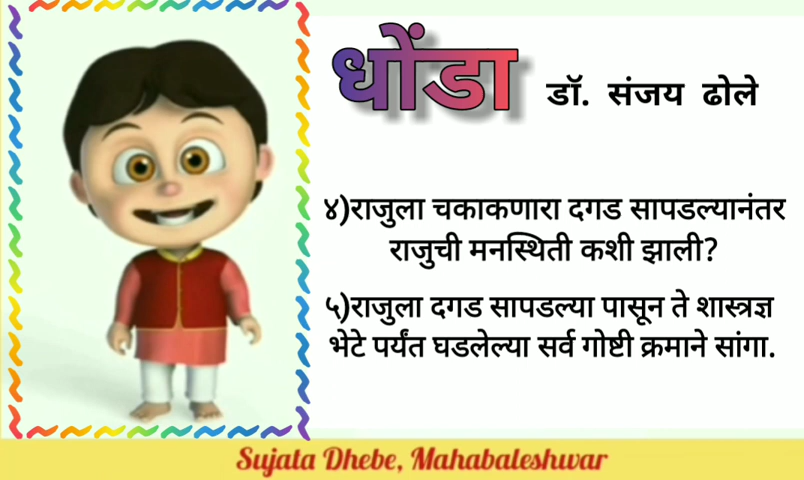 धोंडा
डॉ. संजय ढोले
४)राजुला चकाकणारा दगड सापडल्यानंतर
राजुची मनस्थिती कशी झाली?
५)राजुला दगड सापडल्या पासून ते शास्त्रज्ञ
भेटे पर्यंत घडलेल्या सर्व गोष्टी क्रमाने सांगा.
Sujata Dhebe, Mahabaleshwar